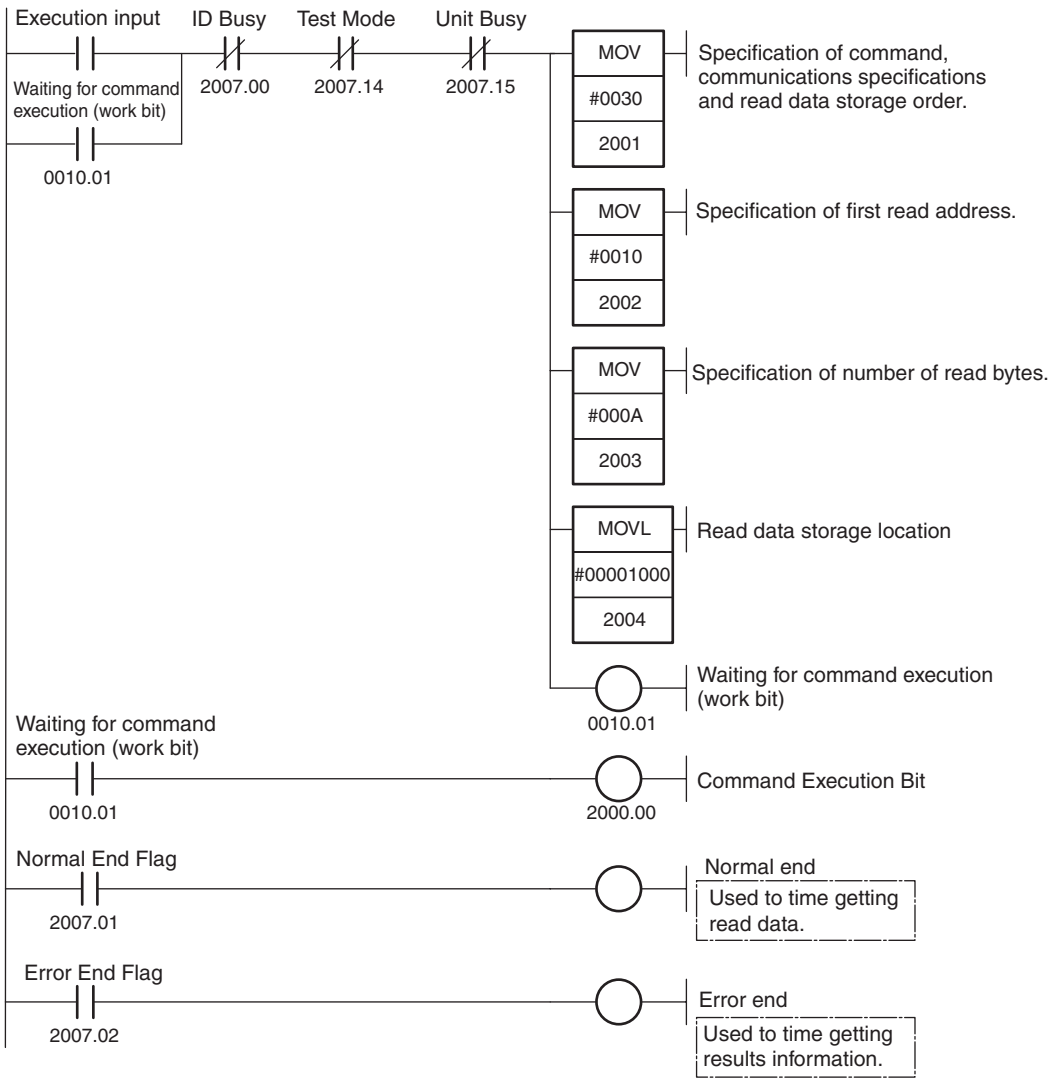 Execution input
ID Busy
Test Mode
Unit Busy
2007.00
2007.14
2007.15
Waiting for command
execution (work bit)
0010.01
MOV
#0030
2001
Specification of command,
communications specifications
and read data storage order.
MOV
#0010
2002
Specification of first read address.
MOV
#000A
2003
Specification of number of read bytes.
MOVL
#00001000
2004
Read data storage location
Waiting for command execution
(work bit)
0010.01
Waiting for command
execution (work bit)
0010.01
2000.00
Command Execution Bit
Normal End Flag
2007.01
Normal end
Used to time getting
read data.
Error End Flag
2007.02
Error end
Used to time getting
results information.